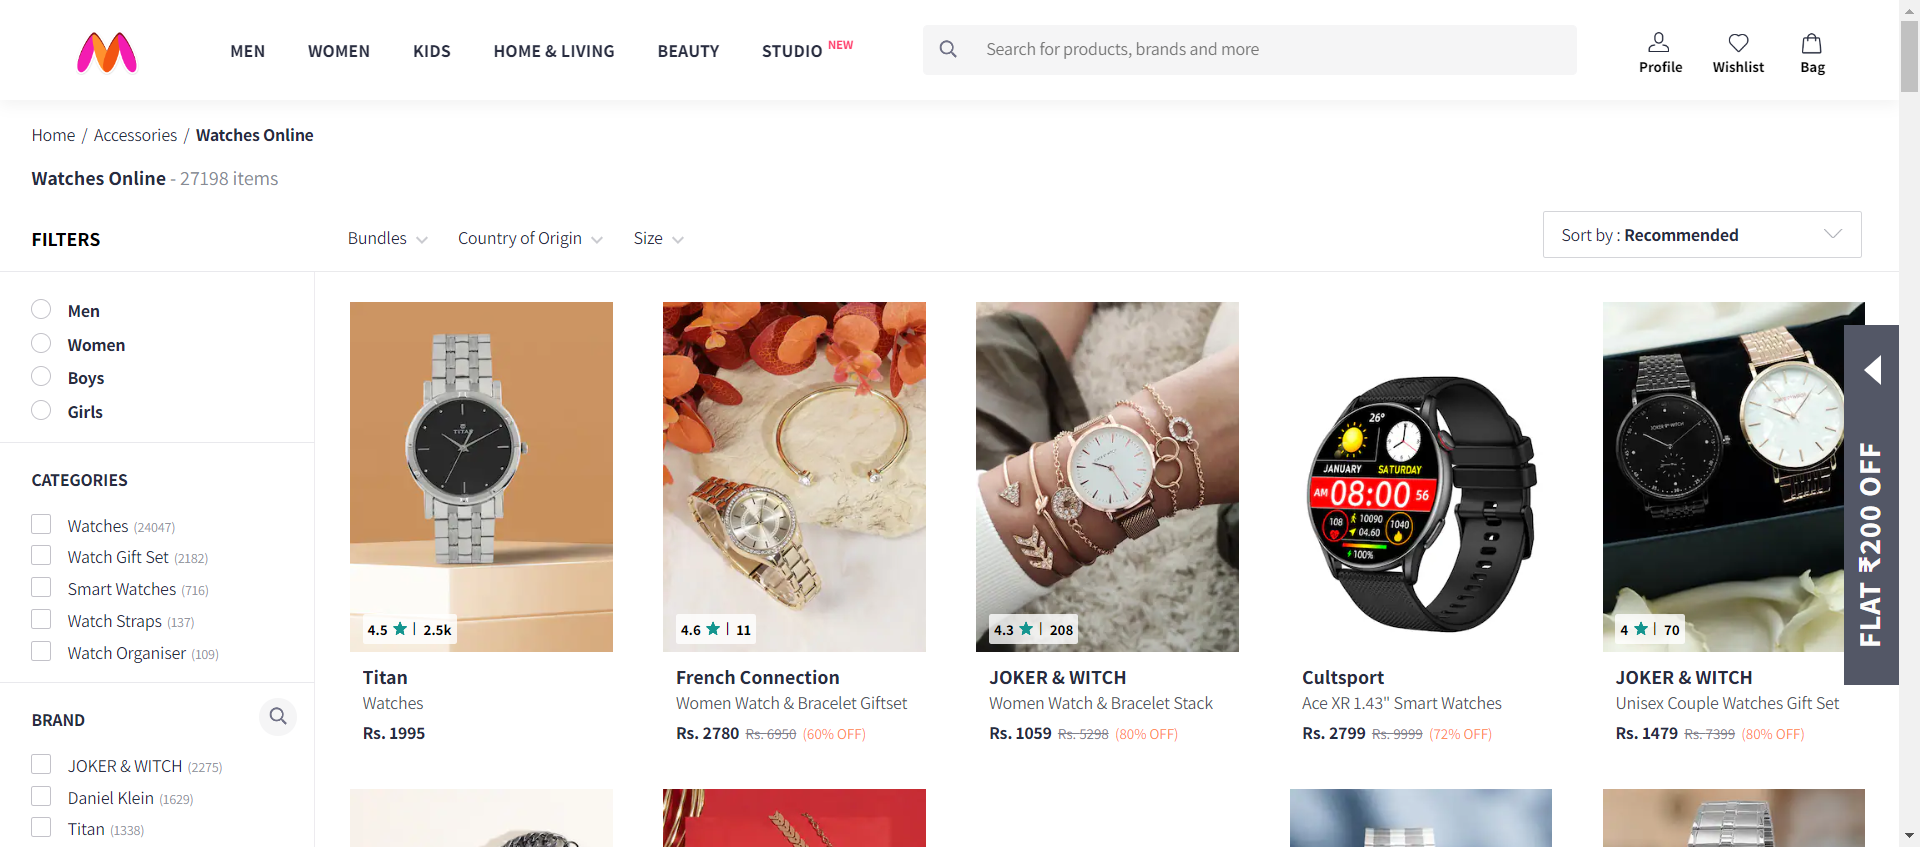 MEN WOMEN KIDS HOME & LIVING BEAUTY STUDIO NEW
Search for products, brands and more
Profile Wishlist Bag
Home / Accessories / Watches Online
Watches Online - 27198 items
FILTERS
Bundles Country of Origin Size
Sort by : Recommended
Men
Women
Boys
Girls
CATEGORIES
Watches (24047)
Watch Gift Set (2182)
Smart Watches (716)
Watch Straps (137)
Watch Organiser (109)
BRAND
JOKER & WITCH (2275)
Daniel Klein (1629)
Titan (1338)
TITAN
4.5 | 2.5k
Titan
Watches
Rs. 1995
4.6 | 11
French Connection
Women Watch & Bracelet Giftset
Rs. 2780 Rs. 6950 (60% OFF)
4.3 | 208
JOKER & WITCH
Women Watch & Bracelet Stack
Rs. 1059 Rs. 5298 (80% OFF)
26°
JANUARY SATURDAY
AM 08:00 56
108 10090 1040
04.60
100%
Cultsport
Ace XR 1.43" Smart Watches
Rs. 2799 Rs. 9999 (72% OFF)
JOKER & WITCH
4 | 70
JOKER & WITCH
Unisex Couple Watches Gift Set
Rs. 1479 Rs. 7399 (80% OFF)
FLAT ₹200 OFF